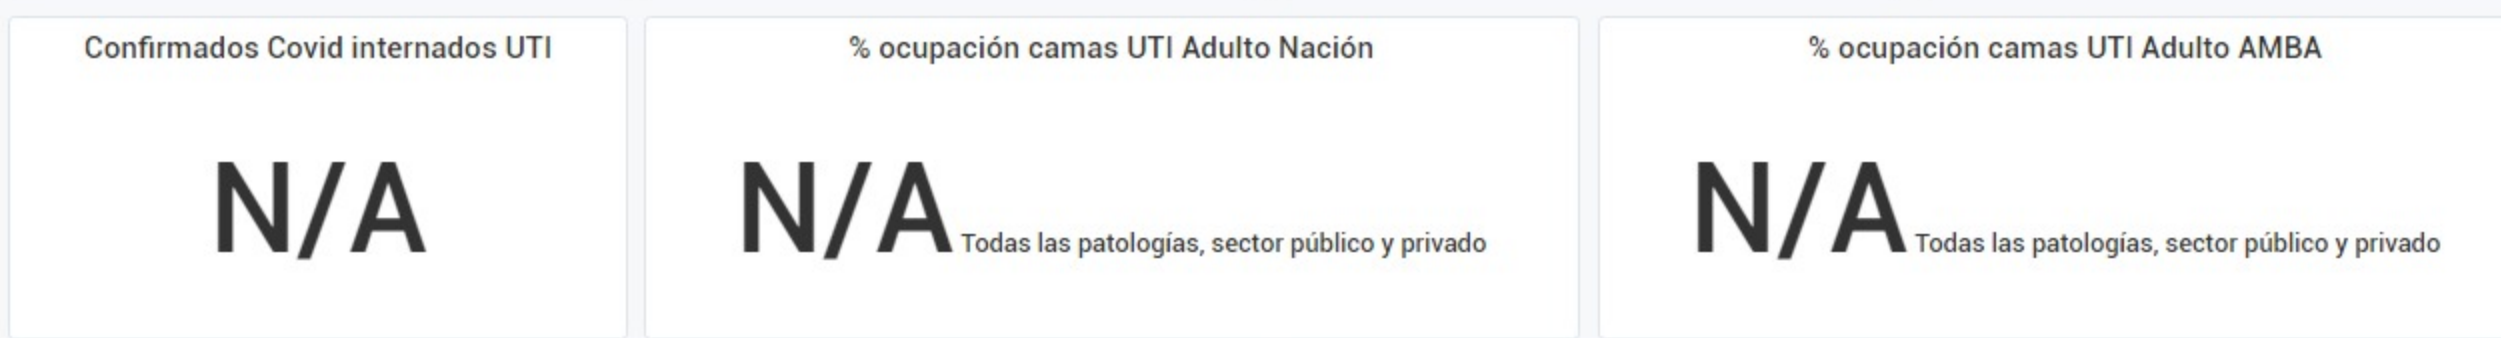 Confirmados Covid internados UTI
N/A
% ocupación camas UTI Adulto Nación
N/A Todas las patologías, sector público y privado
% ocupación camas UTI Adulto AMBA
N/A Todas las patologías, sector público y privado